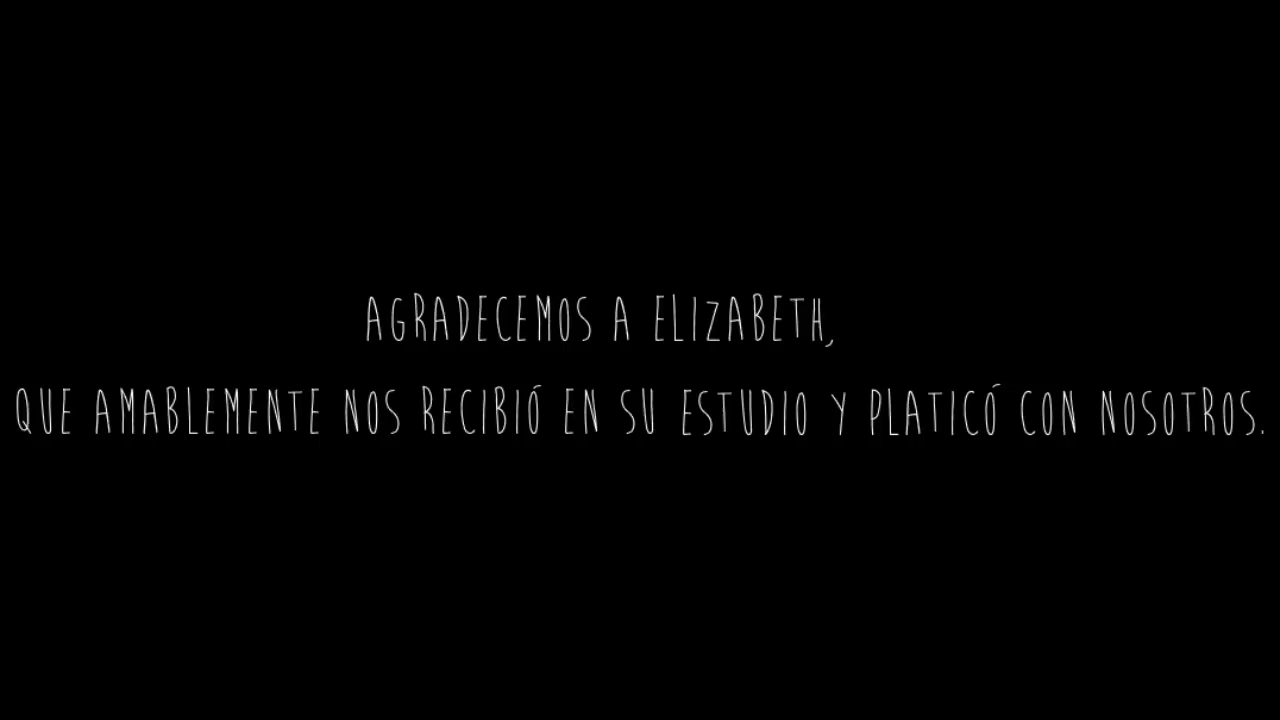 AGRADECEMOS A ELIZABETH,
QUE AMABLEMENTE NOS RECIBIÓ EN SU ESTUDIO Y PLATICÓ CON NOSOTROS.